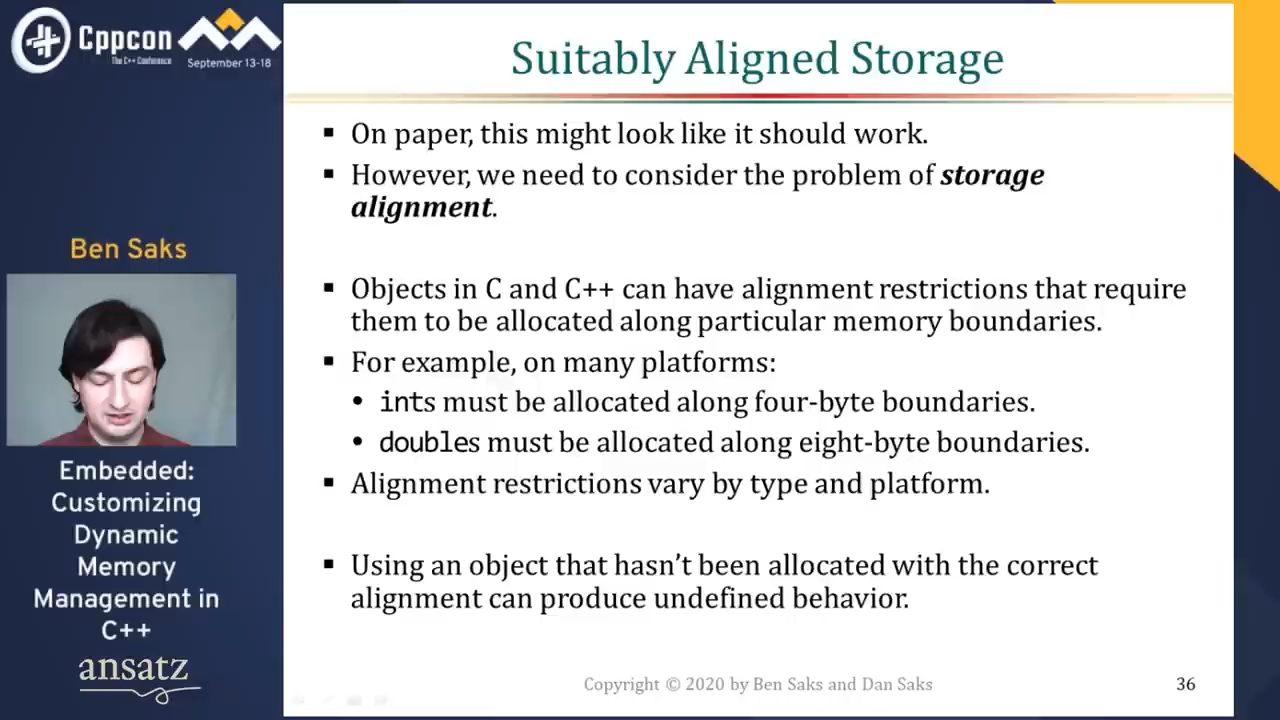 Cppcon
The C++ Conference
September 13-18
Ben Saks
Embedded:
Customizing
Dynamic
Memory
Management in
C++
ansatz
Suitably Aligned Storage
▪ On paper, this might look like it should work.
▪ However, we need to consider the problem of storage
alignment.
▪ Objects in C and C++ can have alignment restrictions that require
them to be allocated along particular memory boundaries.
▪ For example, on many platforms:
• ints must be allocated along four-byte boundaries.
• doubles must be allocated along eight-byte boundaries.
▪ Alignment restrictions vary by type and platform.
▪ Using an object that hasn’t been allocated with the correct
alignment can produce undefined behavior.
Copyright © 2020 by Ben Saks and Dan Saks
36